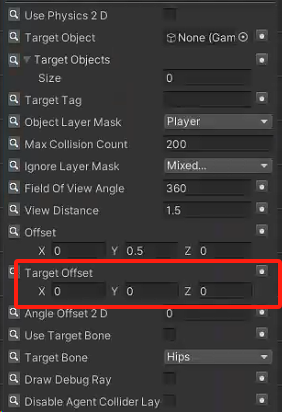 Use Physics 2 D
Target Object None (Gam
Target Objects
Size 0
Target Tag
Object Layer Mask Player
Max Collision Count 200
Ignore Layer Mask Mixed...
Field Of View Angle 360
View Distance 1.5
Offset
X 0 Y 0.5 Z 0
Target Offset
X 0 Y 0 Z 0
Angle Offset 2 D 0
Use Target Bone
Target Bone Hips
Draw Debug Ray
Disable Agent Collider Lay